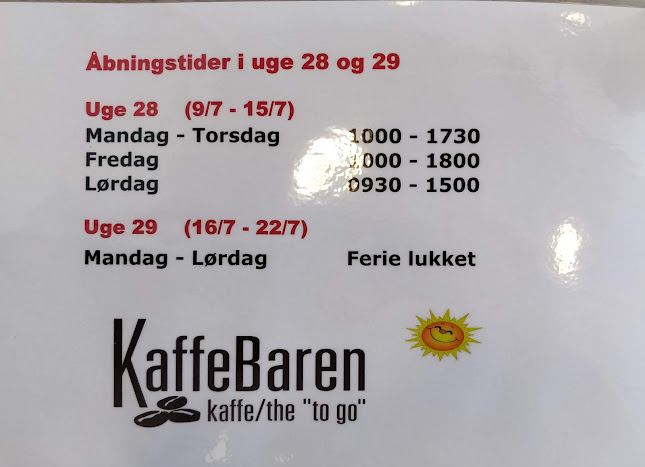 Åbningstider i uge 28 og 29
Uge 28 (9/7 - 15/7)
Mandag - Torsdag 1000 - 1730
Fredag 1000 - 1800
Lørdag 0930 - 1500
Uge 29 (16/7 - 22/7)
Mandag - Lørdag Ferie lukket
KaffeBaren
kaffe/the "to go"